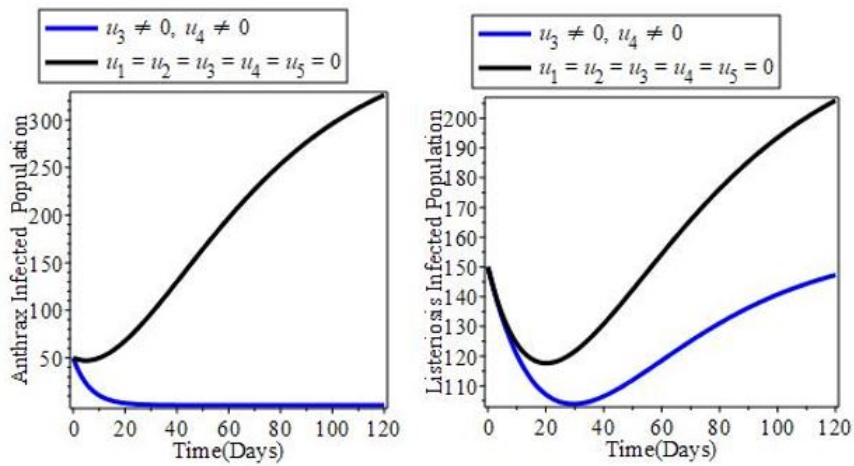 u₃ ≠ 0, u₄ ≠ 0
u₁ = u₂ = u₃ = u₄ = u₅ = 0
Anthrax Infected Population
300
250
200
150
100
50
0 20 40 60 80 100 120
Time(Days)
u₃ ≠ 0, u₄ ≠ 0
u₁ = u₂ = u₃ = u₄ = u₅ = 0
Listeriosis Infected Population
200
190
180
170
160
150
140
130
120
110
0 20 40 60 80 100 120
Time(Days)